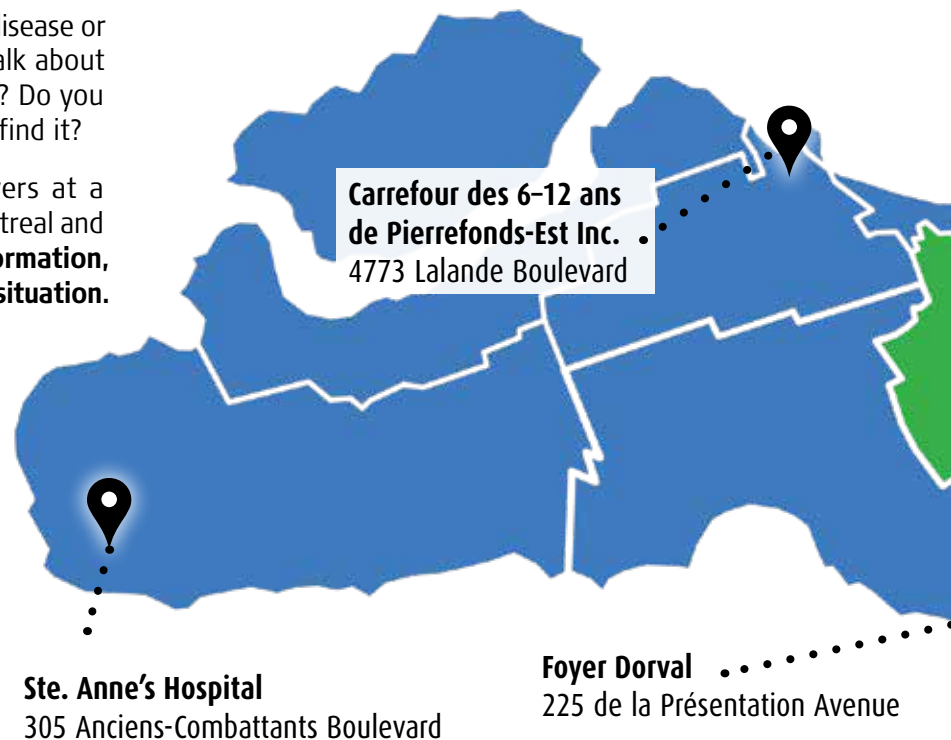 disease or
talk about
? Do you
find it?
ers at a
treal and
ormation,
situation.
Carrefour des 6–12 ans
de Pierrefonds-Est Inc.
4773 Lalande Boulevard
Ste. Anne’s Hospital
305 Anciens-Combattants Boulevard
Foyer Dorval
225 de la Présentation Avenue